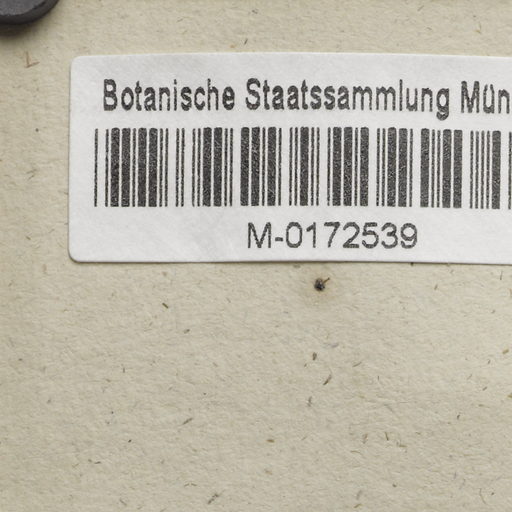 Botanische Staatssammlung Mün
M-0172539